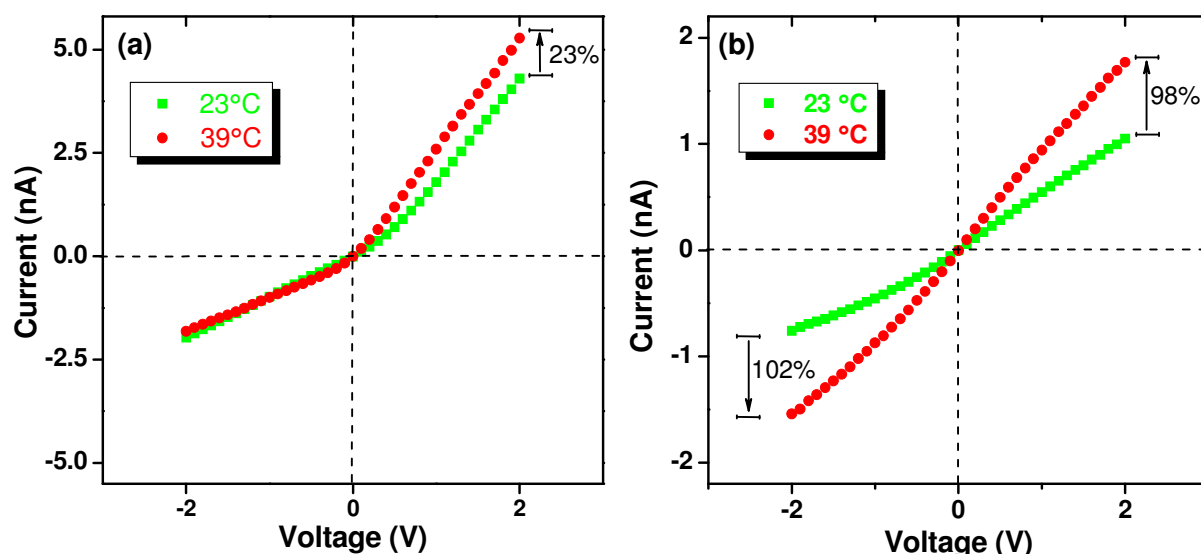 (a)
23°C
39°C
23%
5.0
2.5
0.0
-2.5
-5.0
-2
0
2
Current (nA)
Voltage (V)
(b)
23 °C
39 °C
98%
102%
2
1
0
-1
-2
-2
0
2
Current (nA)
Voltage (V)